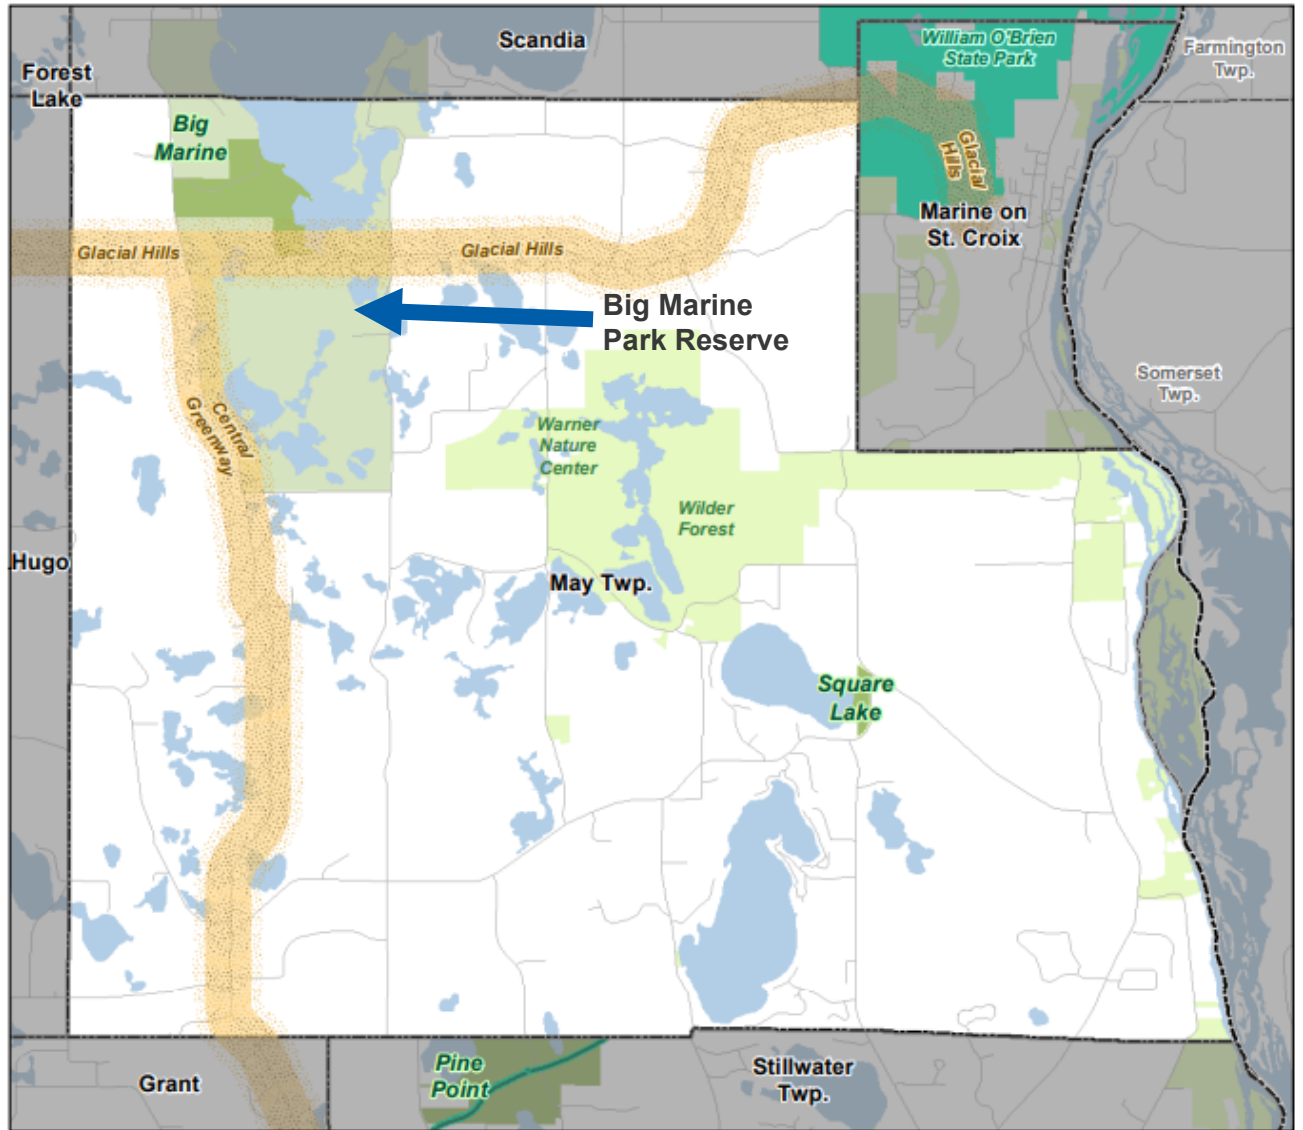 Scandia
William O'Brien
State Park
Farmington
Twp.
Forest
Lake
Big
Marine
Glacial
Hills
Marine on
St. Croix
Glacial Hills
Glacial Hills
Big Marine
Park Reserve
Somerset
Twp.
Central
Greenway
Warner
Nature
Center
Wilder
Forest
Hugo
May Twp.
Square
Lake
Pine
Point
Grant
Stillwater
Twp.